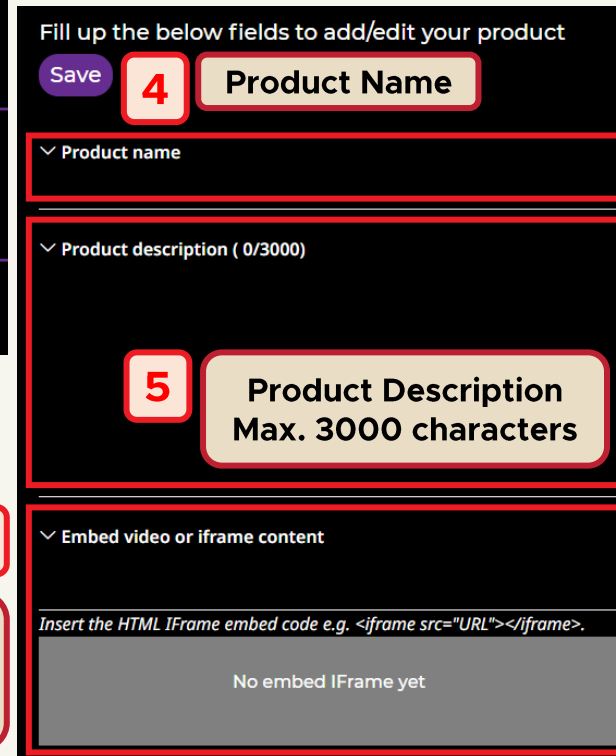 Fill up the below fields to add/edit your product
Save
4
Product Name
Product name
Product description ( 0/3000)
5
Product Description
Max. 3000 characters
Embed video or iframe content
Insert the HTML IFrame embed code e.g. <iframe src="URL"></iframe>.
No embed IFrame yet